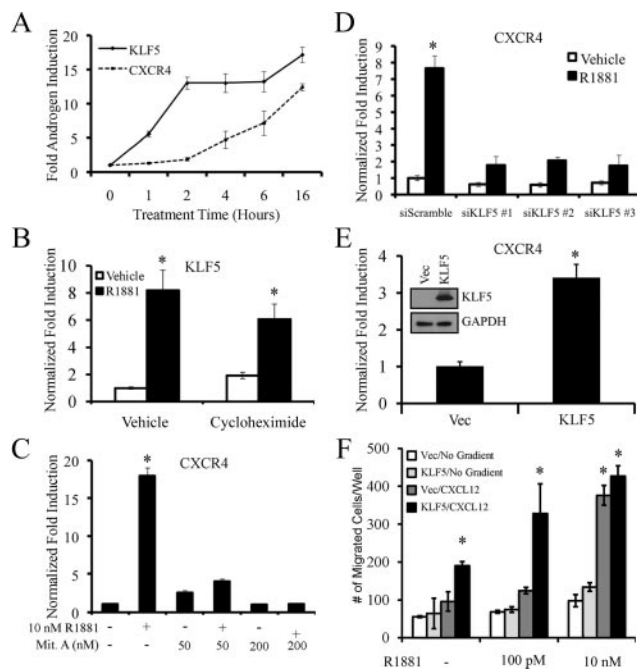 A
Fold Androgen Induction
20
15
10
5
0
KLF5
CXCR4
0 1 2 4 6 16
Treatment Time (Hours)
B
KLF5
Normalized Fold Induction
10
8
6
4
2
0
Vehicle
R1881
*
*
Vehicle Cycloheximide
C
CXCR4
Normalized Fold Induction
20
15
10
5
0
*
10 nM R1881 - + - + - +
Mit. A (nM) - - 50 50 200 200
D
CXCR4
Normalized Fold Induction
10
8
6
4
2
1
0
*
Vehicle
R1881
siScramble siKLF5 #1 siKLF5 #2 siKLF5 #3
E
CXCR4
Normalized Fold Induction
5
4
3
2
1
0
Vec KLF5
KLF5
GAPDH
*
Vec KLF5
F
# of Migrated Cells/Well
500
400
300
200
100
0
Vec/No Gradient
KLF5/No Gradient
Vec/CXCL12
KLF5/CXCL12
*
*
* *
R1881 - 100 pM 10 nM